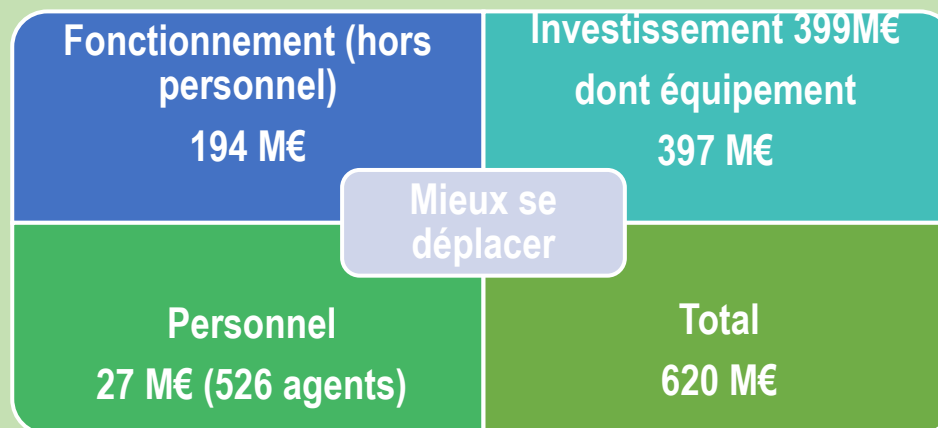 Fonctionnement (hors
personnel)
194 M€
Investissement 399M€
dont équipement
397 M€
Mieux se
déplacer
Personnel
27 M€ (526 agents)
Total
620 M€